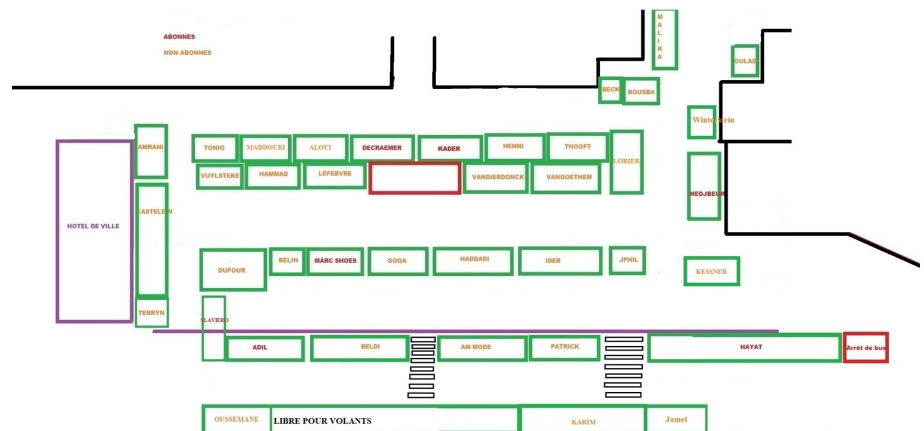 ABONNES
NON ABONNES
MALIKA
OULAD
BECK
BOUSBA
Winterstein
AMRANI
TONIO
MADDOURI
ALOUI
DECRAEMER
KADER
HENNI
THOOFT
LORIER
VUYLSTEKE
HAMMAD
LEFEBVRE
VANDIERDONCK
VANGOETHEM
MEDJBEUR
HOTEL DE VILLE
CASTELEIN
DUFOUR
BELIN
MARC SHOES
GOGA
HADDADI
IDER
JPHIL
KESSNER
TERRYN
SLAVIERO
ADIL
BELDI
AM MODE
PATRICK
HAYAT
Arrêt de bus
OUSSEMANE
LIBRE POUR VOLANTS
KARIM
Jamel